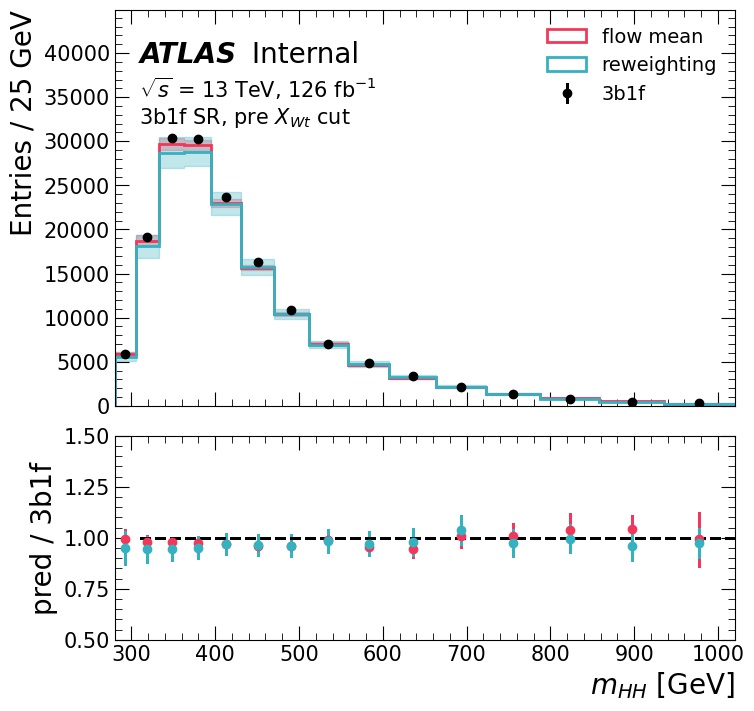 ATLAS Internal
√s = 13 TeV, 126 fb⁻¹
3b1f SR, pre X_Wt cut
flow mean
reweighting
3b1f
Entries / 25 GeV
40000
35000
30000
25000
20000
15000
10000
5000
0
pred / 3b1f
1.50
1.25
1.00
0.75
0.50
300 400 500 600 700 800 900 1000
m_HH [GeV]